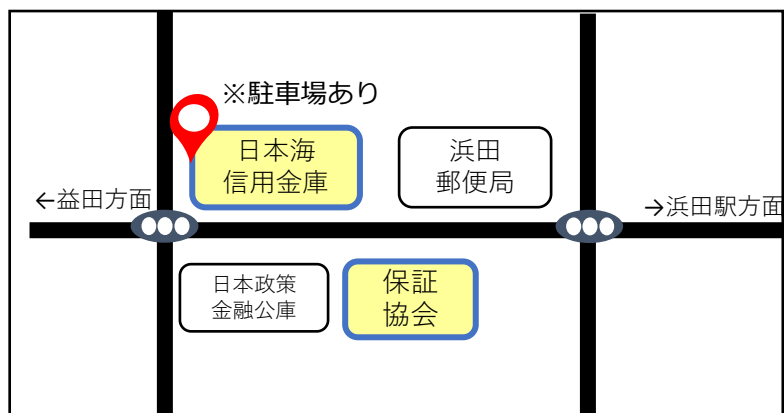 ※駐車場あり
日本海
信用金庫
浜田
郵便局
←益田方面
→浜田駅方面
日本政策
金融公庫
保証
協会